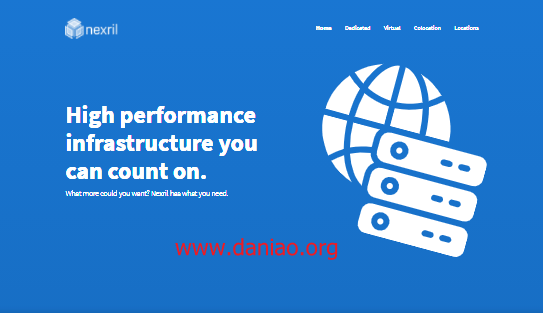 nexril
Home Dedicated Virtual Colocation Locations
High performance
infrastructure you
can count on.
What more could you want? Nexril has what you need.
www.daniao.org